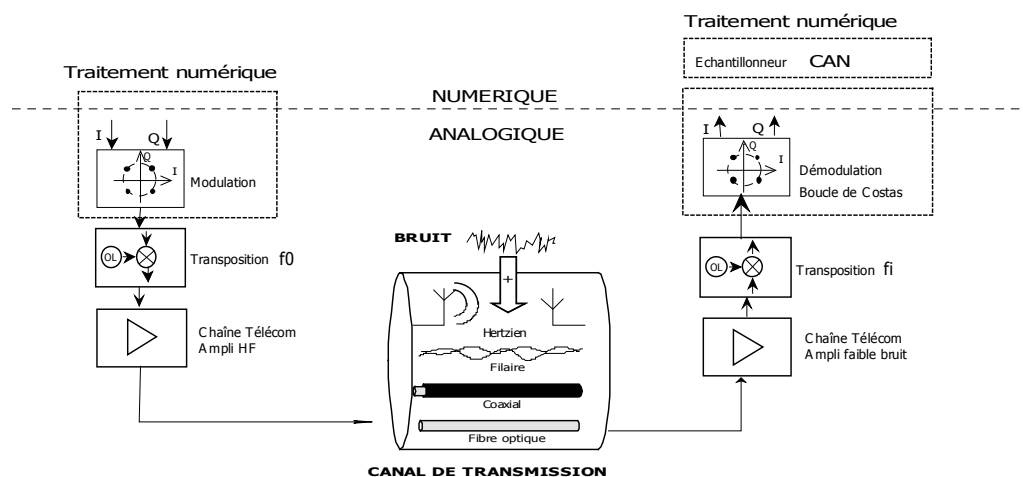 Traitement numérique
Traitement numérique
Echantillonneur CAN
NUMERIQUE
ANALOGIQUE
I Q
Q
I
Modulation
I Q
Q
I
Démodulation
Boucle de Costas
OL
Transposition f0
BRUIT
+
OL
Transposition fi
Chaîne Télécom
Ampli HF
Hertzien
Filaire
Coaxial
Fibre optique
Chaîne Télécom
Ampli faible bruit
CANAL DE TRANSMISSION